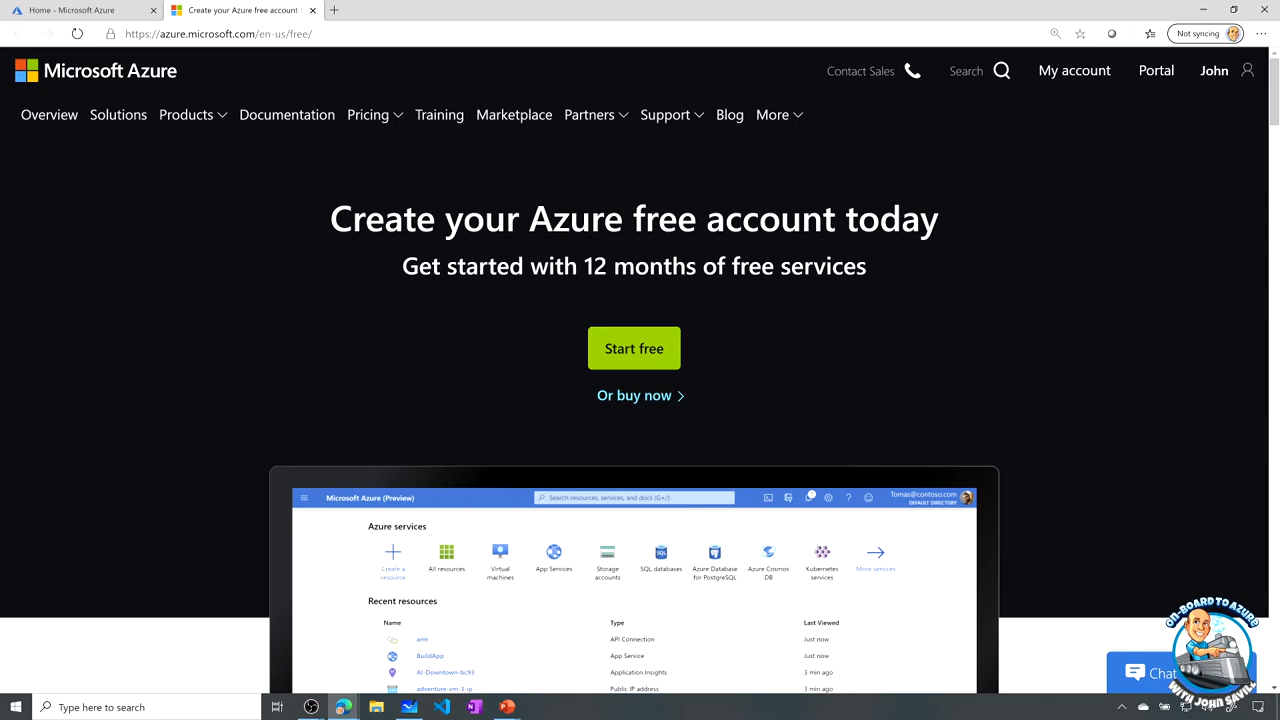 Home - Microsoft Azure
Create your Azure free account t
https://azure.microsoft.com/en-us/free/
Not syncing
Microsoft Azure
Contact Sales
Search
My account
Portal
John
Overview
Solutions
Products
Documentation
Pricing
Training
Marketplace
Partners
Support
Blog
More
Create your Azure free account today
Get started with 12 months of free services
Start free
Or buy now
Microsoft Azure (Preview)
Search resources, services, and docs (G+/)
Tomas@contoso.com
DEFAULT DIRECTORY
Azure services
Create a
resource
All resources
Virtual
machines
App Services
Storage
accounts
SQL databases
Azure Database
for PostgreSQL
Azure Cosmos
DB
Kubernetes
services
More services
Recent resources
Name
Type
Last Viewed
arm
API Connection
Just now
BuildApp
App Service
Just now
AI-Downtown-bc93
Application Insights
3 min ago
adventure-vm-3-ip
Public IP address
3 min ago
ON-BOARD TO AZURE
Chat
Type here to search